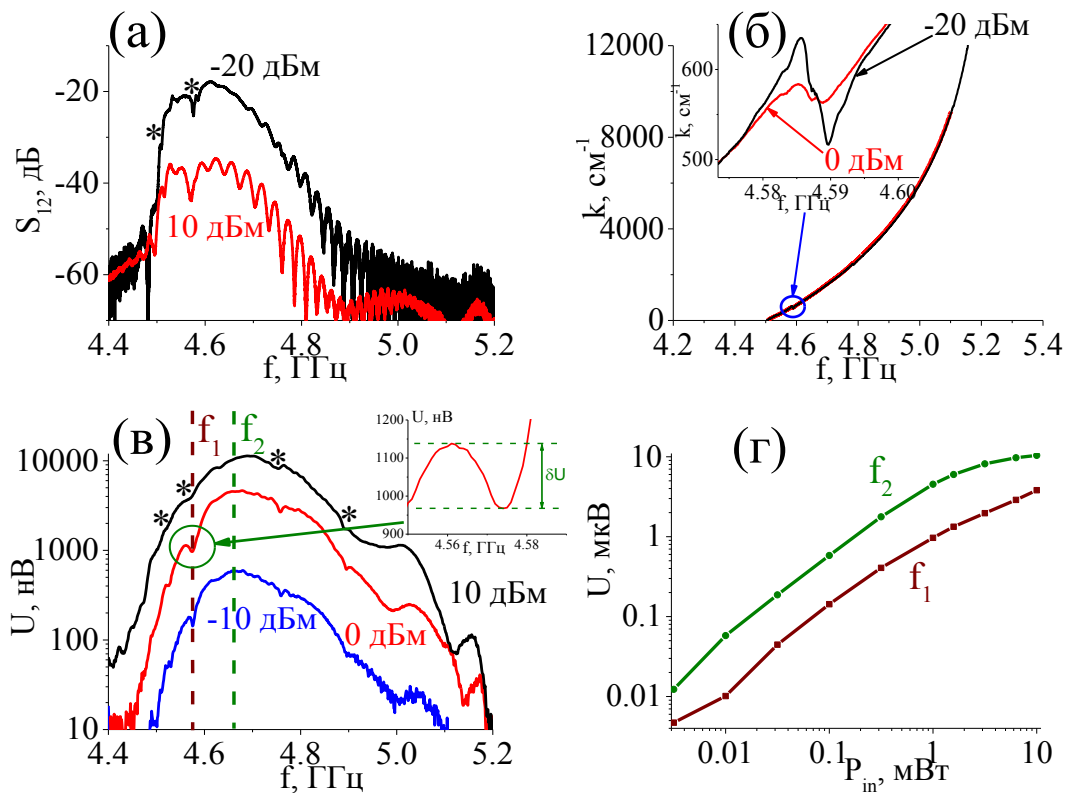 (а)
-20 дБм
*
*
10 дБм
-20
-40
-60
S₁₂, дБ
4.4 4.6 4.8 5.0 5.2
f, ГГц
(б)
-20 дБм
0 дБм
600
500
k, см⁻¹
4.58 4.59 4.60
f, ГГц
12000
9000
6000
4000
0
k, см⁻¹
4.2 4.4 4.6 4.8 5.0 5.2 5.4
f, ГГц
(в)
f₁
f₂
*
*
*
*
U, нВ
1200
1100
1000
900
δU
4.56 4.58
f, ГГц
10 дБм
0 дБм
-10 дБм
10000
1000
100
10
U, нВ
4.4 4.6 4.8 5.0 5.2
f, ГГц
(г)
f₂
f₁
10
1
0.1
0.01
U, мкВ
0.01 0.1 1 10
Pᵢₙ, мВт